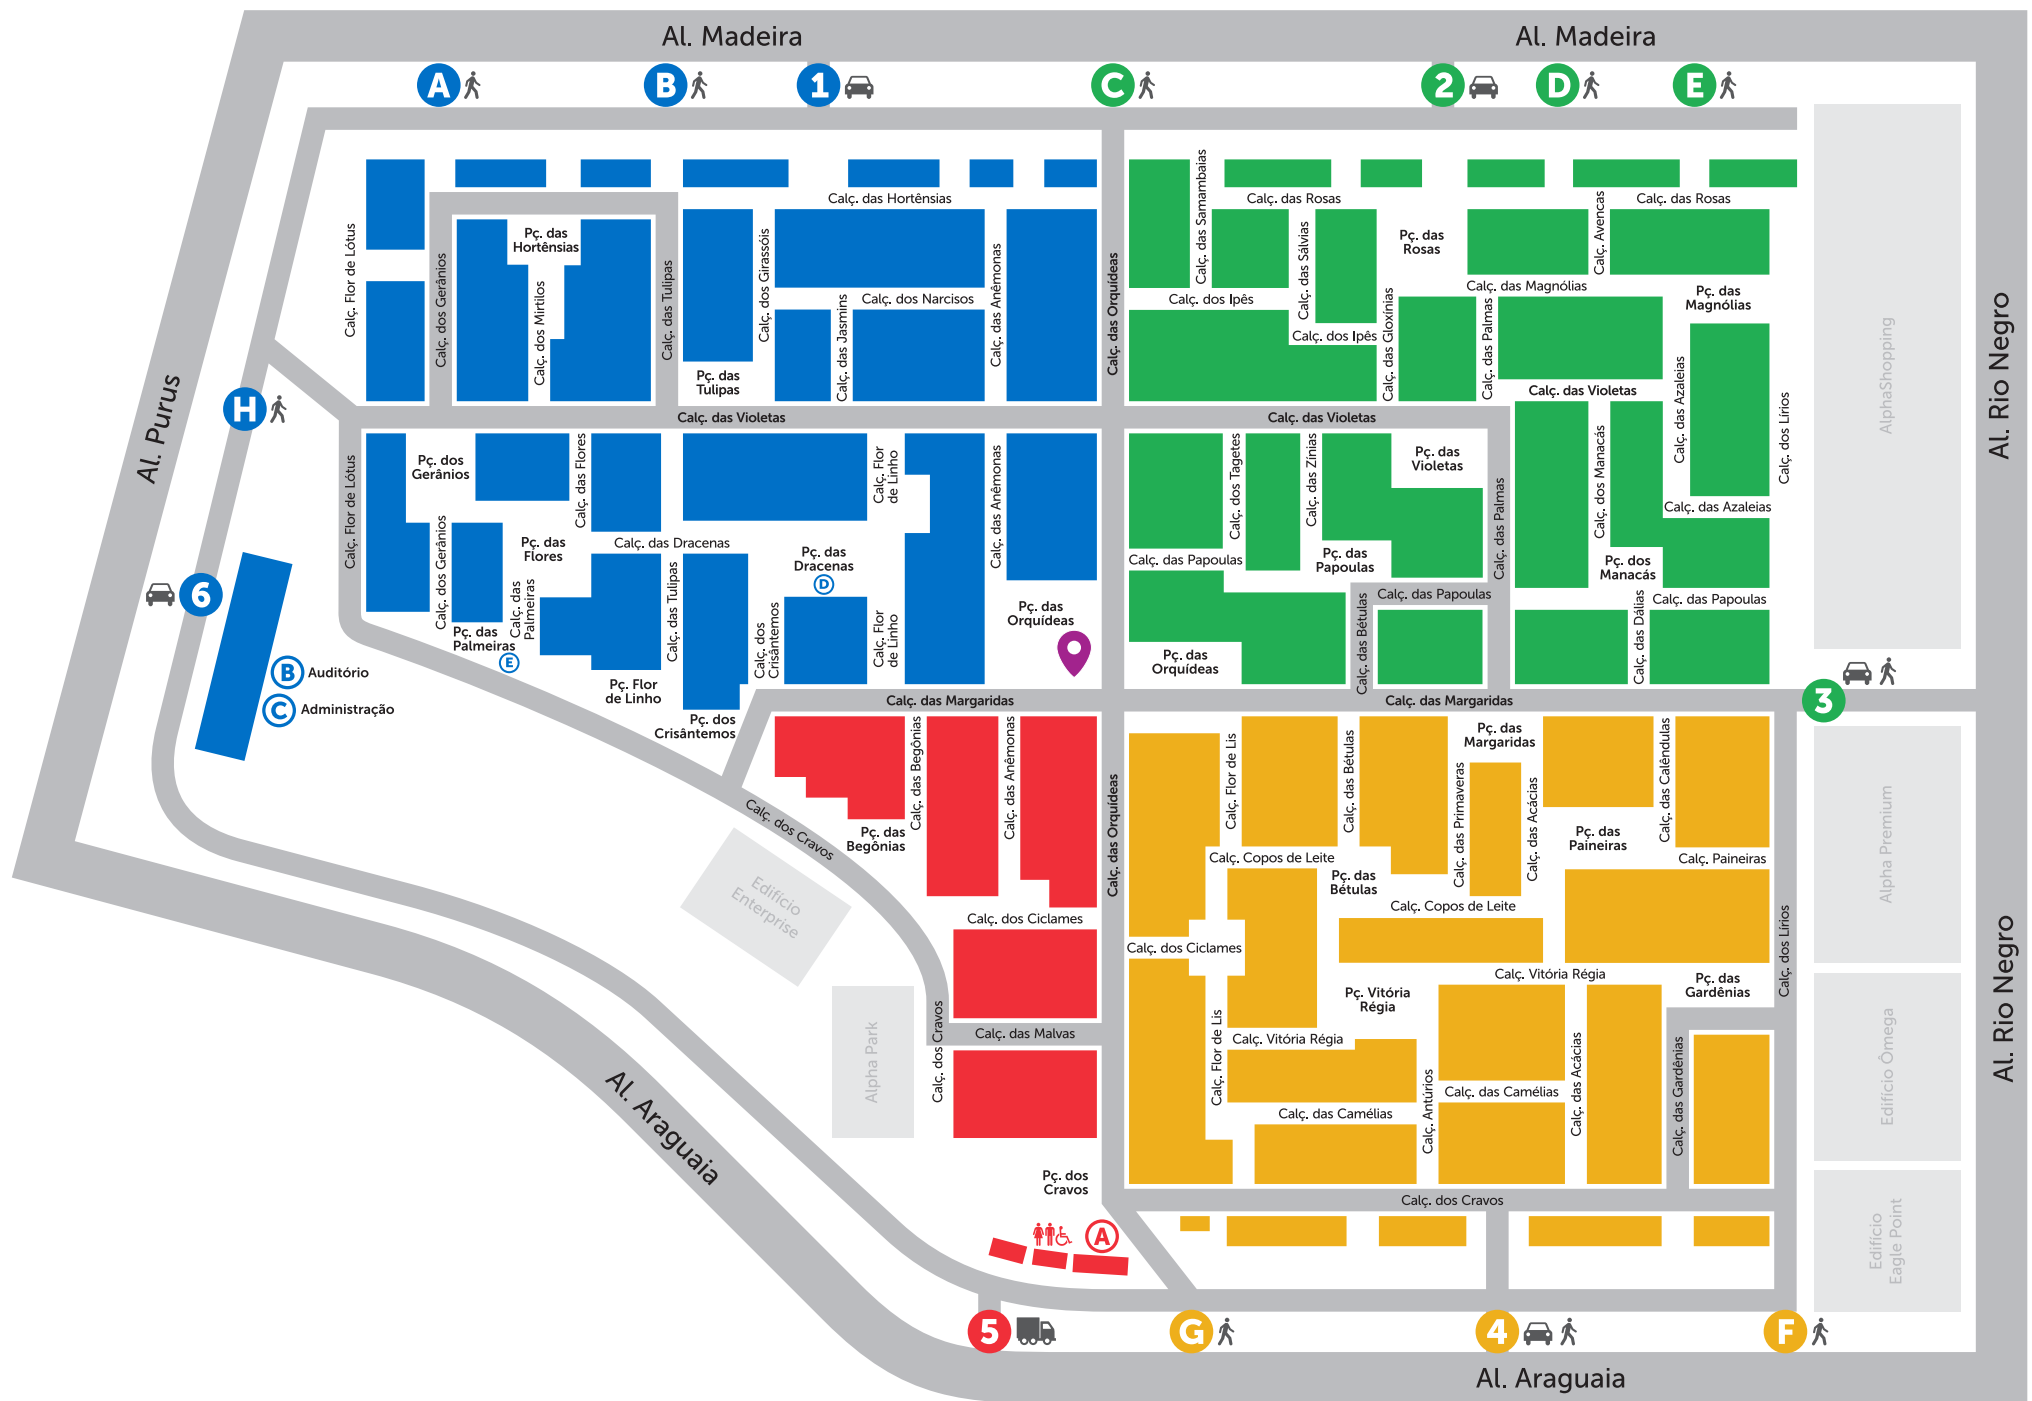 Al. Madeira
Al. Madeira
A
B
1
C
2
D
E
Calç. Flor de Lótus
Calç. dos Gerânios
Pç. das
Hortênsias
Calç. dos Mirtilos
Calç. das Tulipas
Calç. dos Girassóis
Pç. das
Tulipas
Calç. das Hortênsias
Calç. dos Narcisos
Calç. das Jasmins
Calç. das Anêmonas
Calç. das Orquídeas
Calç. das Samambaias
Calç. das Rosas
Calç. das Sálvias
Calç. dos Ipês
Calç. dos Ipês
Pç. das
Rosas
Calç. das Gloxínias
Calç. das Rosas
Calç. Avencas
Calç. das Magnólias
Pç. das
Magnólias
Calç. das Palmas
Calç. das Violetas
Calç. das Azaleias
Calç. dos Lírios
AlphaShopping
Al. Rio Negro
Al. Purus
H
6
Calç. das Violetas
Calç. das Violetas
Calç. Flor de Lótus
Pç. dos
Gerânios
Calç. dos Gerânios
Calç. das Flores
Pç. das
Flores
Calç. das Palmeiras
Pç. das
Palmeiras
E
Calç. das Dracenas
Calç. das Tulipas
Pç. Flor
de Linho
Calç. Flor
de Linho
Pç. das
Dracenas
D
Calç. dos
Crisântemos
Calç. Flor
de Linho
Pç. dos
Crisântemos
Calç. das Anêmonas
Pç. das
Orquídeas
Calç. dos Tagetes
Calç. das Zínias
Pç. das
Violetas
Calç. das Papoulas
Pç. das
Papoulas
Calç. das Palmas
Calç. das Papoulas
Calç. das Bétulas
Pç. das
Orquídeas
Calç. dos Manacás
Calç. das Azaleias
Pç. dos
Manacás
Calç. das Papoulas
Calç. das Dálias
3
B
Auditório
C
Administração
Calç. das Margaridas
Calç. das Margaridas
Calç. das Begônias
Calç. das Anêmonas
Pç. das
Begônias
Calç. dos Cravos
Calç. dos Ciclames
Calç. dos Cravos
Calç. das Malvas
Calç. das Orquídeas
Edifício
Enterprise
Alpha Park
Pç. dos
Cravos
A
Calç. Flor de Lis
Calç. das Bétulas
Pç. das
Margaridas
Calç. das Primaveras
Calç. das Acácias
Pç. das
Paineiras
Calç. das Calêndulas
Calç. Paineiras
Calç. Copos de Leite
Pç. das
Bétulas
Calç. Copos de Leite
Calç. dos Ciclames
Calç. Vitória Régia
Pç. Vitória
Régia
Pç. das
Gardênias
Calç. dos Lírios
Calç. Flor de Lis
Calç. Vitória Régia
Calç. das Camélias
Calç. Antúrios
Calç. das Camélias
Calç. das Acácias
Calç. das Gardênias
Calç. dos Cravos
Alpha Premium
Edifício Ômega
Edifício
Eagle Point
Al. Rio Negro
Al. Araguaia
5
G
4
F
Al. Araguaia